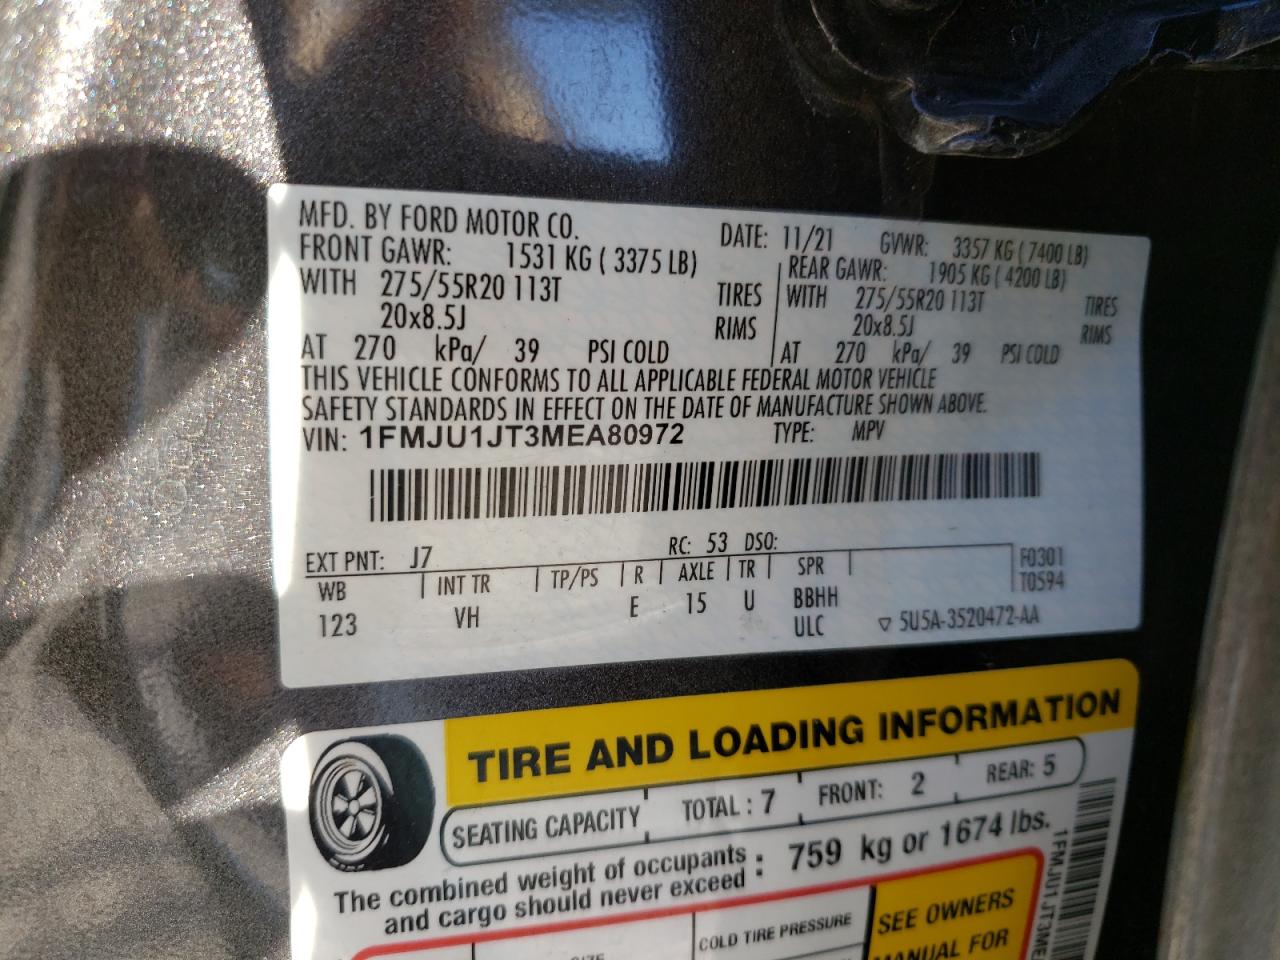 MFD. BY FORD MOTOR CO.
DATE: 11/21 GVWR: 3357 KG ( 7400 LB)
FRONT GAWR: 1531 KG ( 3375 LB)
REAR GAWR: 1905 KG ( 4200 LB)
WITH 275/55R20 113T TIRES
WITH 275/55R20 113T TIRES
20x8.5J RIMS
20x8.5J RIMS
AT 270 kPa/ 39 PSI COLD
AT 270 kPa/ 39 PSI COLD
THIS VEHICLE CONFORMS TO ALL APPLICABLE FEDERAL MOTOR VEHICLE
SAFETY STANDARDS IN EFFECT ON THE DATE OF MANUFACTURE SHOWN ABOVE.
VIN: 1FMJU1JT3MEA80972 TYPE: MPV
EXT PNT: J7 RC: 53 DSO:
WB INT TR TP/PS R AXLE TR SPR F0301
T0594
123 VH E 15 U BBHH
ULC ▽ 5U5A-3520472-AA
TIRE AND LOADING INFORMATION
SEATING CAPACITY TOTAL : 7 FRONT: 2 REAR: 5
The combined weight of occupants
and cargo should never exceed : 759 kg or 1674 lbs.
COLD TIRE PRESSURE
SEE OWNERS
MANUAL FOR
1FMJU1JT3ME